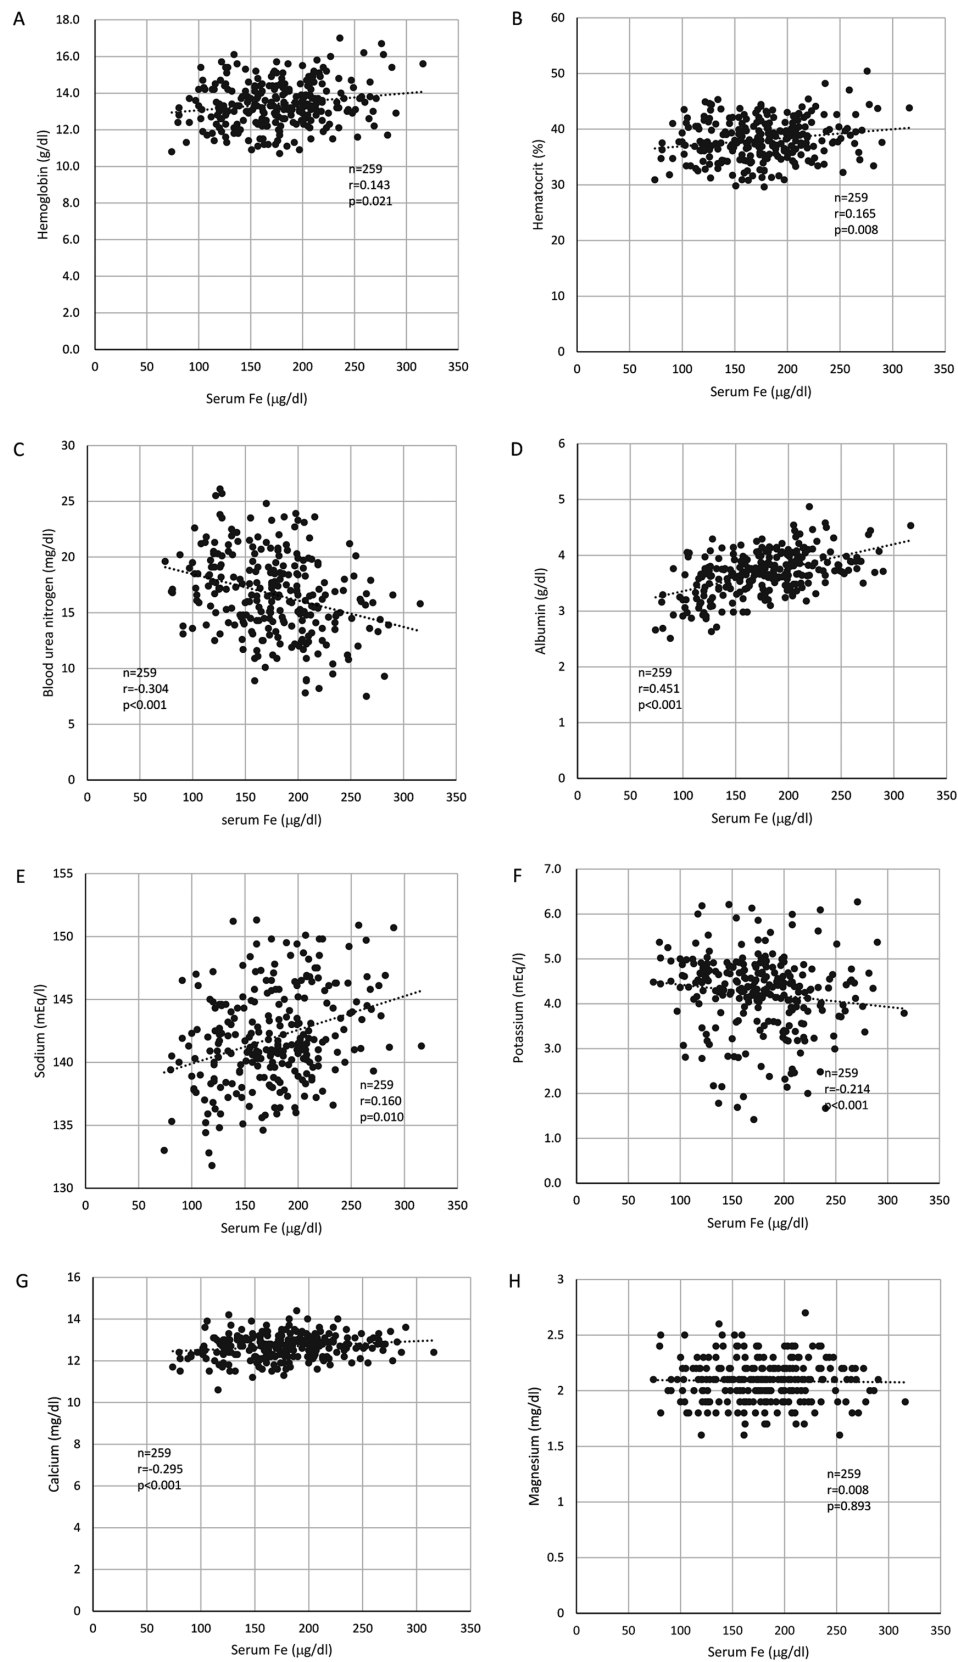 A
18.0
16.0
14.0
12.0
10.0
8.0
6.0
4.0
2.0
0.0
Hemoglobin (g/dl)
n=259
r=0.143
p=0.021
0 50 100 150 200 250 300 350
Serum Fe (μg/dl)
B
60
50
40
30
20
10
0
Hematocrit (%)
n=259
r=0.165
p=0.008
0 50 100 150 200 250 300 350
Serum Fe (μg/dl)
C
30
25
20
15
10
5
0
Blood urea nitrogen (mg/dl)
n=259
r=-0.304
p<0.001
0 50 100 150 200 250 300 350
serum Fe (μg/dl)
D
6
5
4
3
2
1
0
Albumin (g/dl)
n=259
r=0.451
p<0.001
0 50 100 150 200 250 300 350
Serum Fe (μg/dl)
E
155
150
145
140
135
130
Sodium (mEq/l)
n=259
r=0.160
p=0.010
0 50 100 150 200 250 300 350
Serum Fe (μg/dl)
F
7.0
6.0
5.0
4.0
3.0
2.0
1.0
0.0
Potassium (mEq/l)
n=259
r=-0.214
p<0.001
0 50 100 150 200 250 300 350
Serum Fe (μg/dl)
G
16
14
12
10
8
6
4
2
0
Calcium (mg/dl)
n=259
r=-0.295
p<0.001
0 50 100 150 200 250 300 350
Serum Fe (μg/dl)
H
3
2.5
2
1.5
1
0.5
0
Magnesium (mg/dl)
n=259
r=0.008
p=0.893
0 50 100 150 200 250 300 350
Serum Fe (μg/dl)